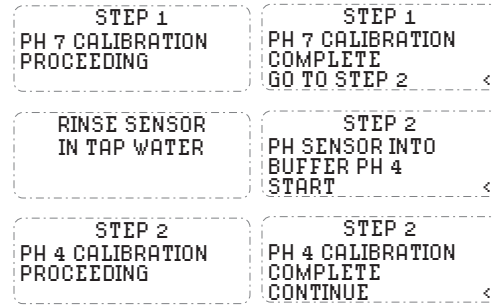 STEP 1
PH 7 CALIBRATION
PROCEEDING
STEP 1
PH 7 CALIBRATION
COMPLETE
GO TO STEP 2 <
RINSE SENSOR
IN TAP WATER
STEP 2
PH SENSOR INTO
BUFFER PH 4
START <
STEP 2
PH 4 CALIBRATION
PROCEEDING
STEP 2
PH 4 CALIBRATION
COMPLETE
CONTINUE <